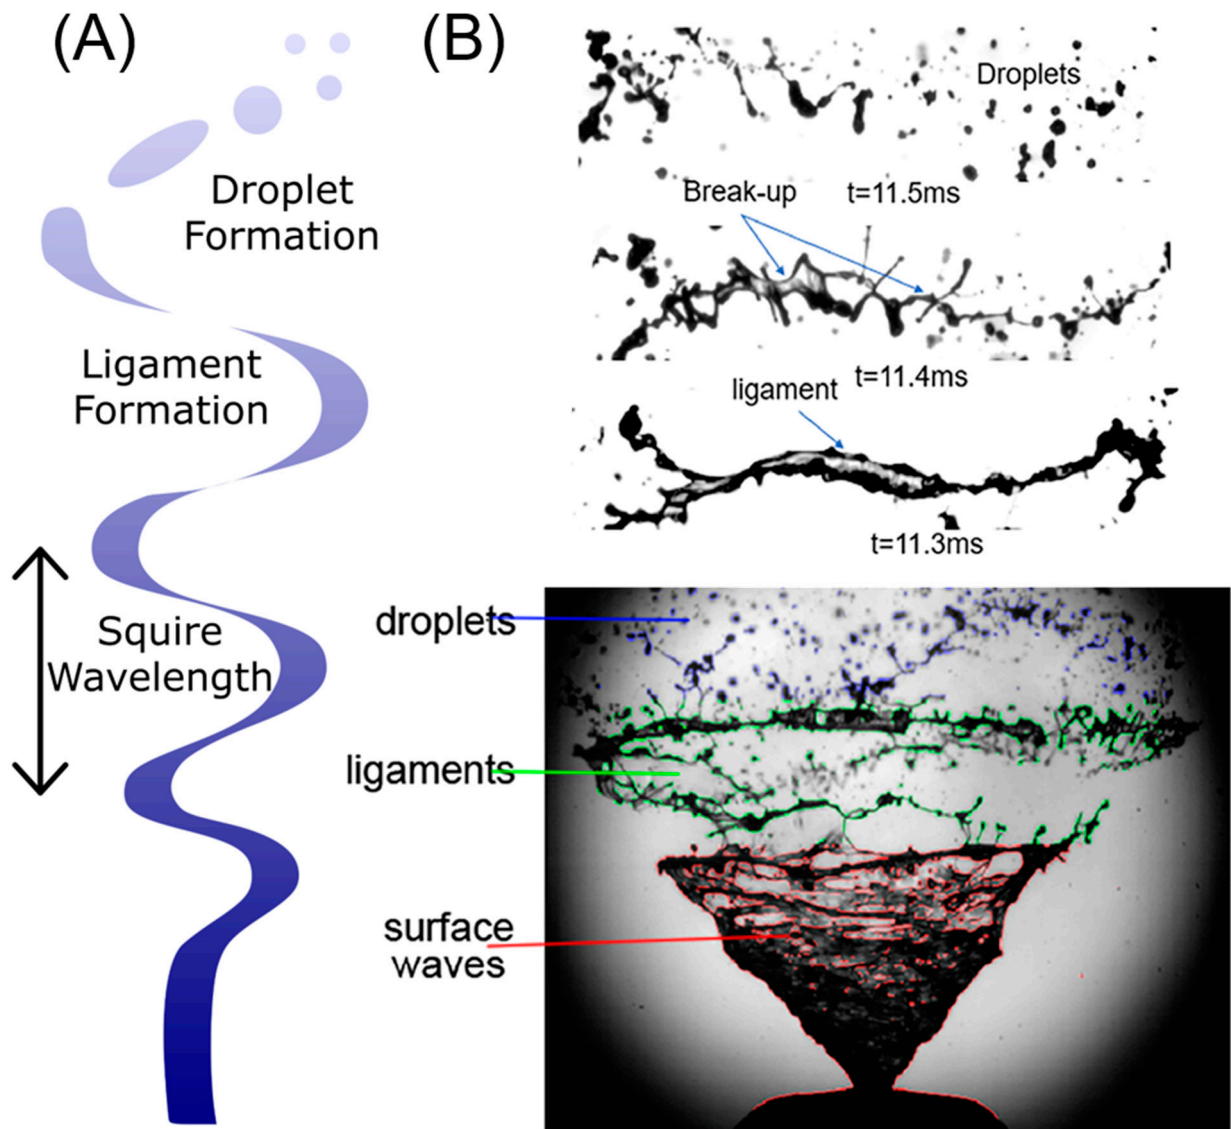 (A)
Droplet
Formation
Ligament
Formation
Squire
Wavelength
(B)
Droplets
Break-up
t=11.5ms
ligament
t=11.4ms
t=11.3ms
droplets
ligaments
surface
waves